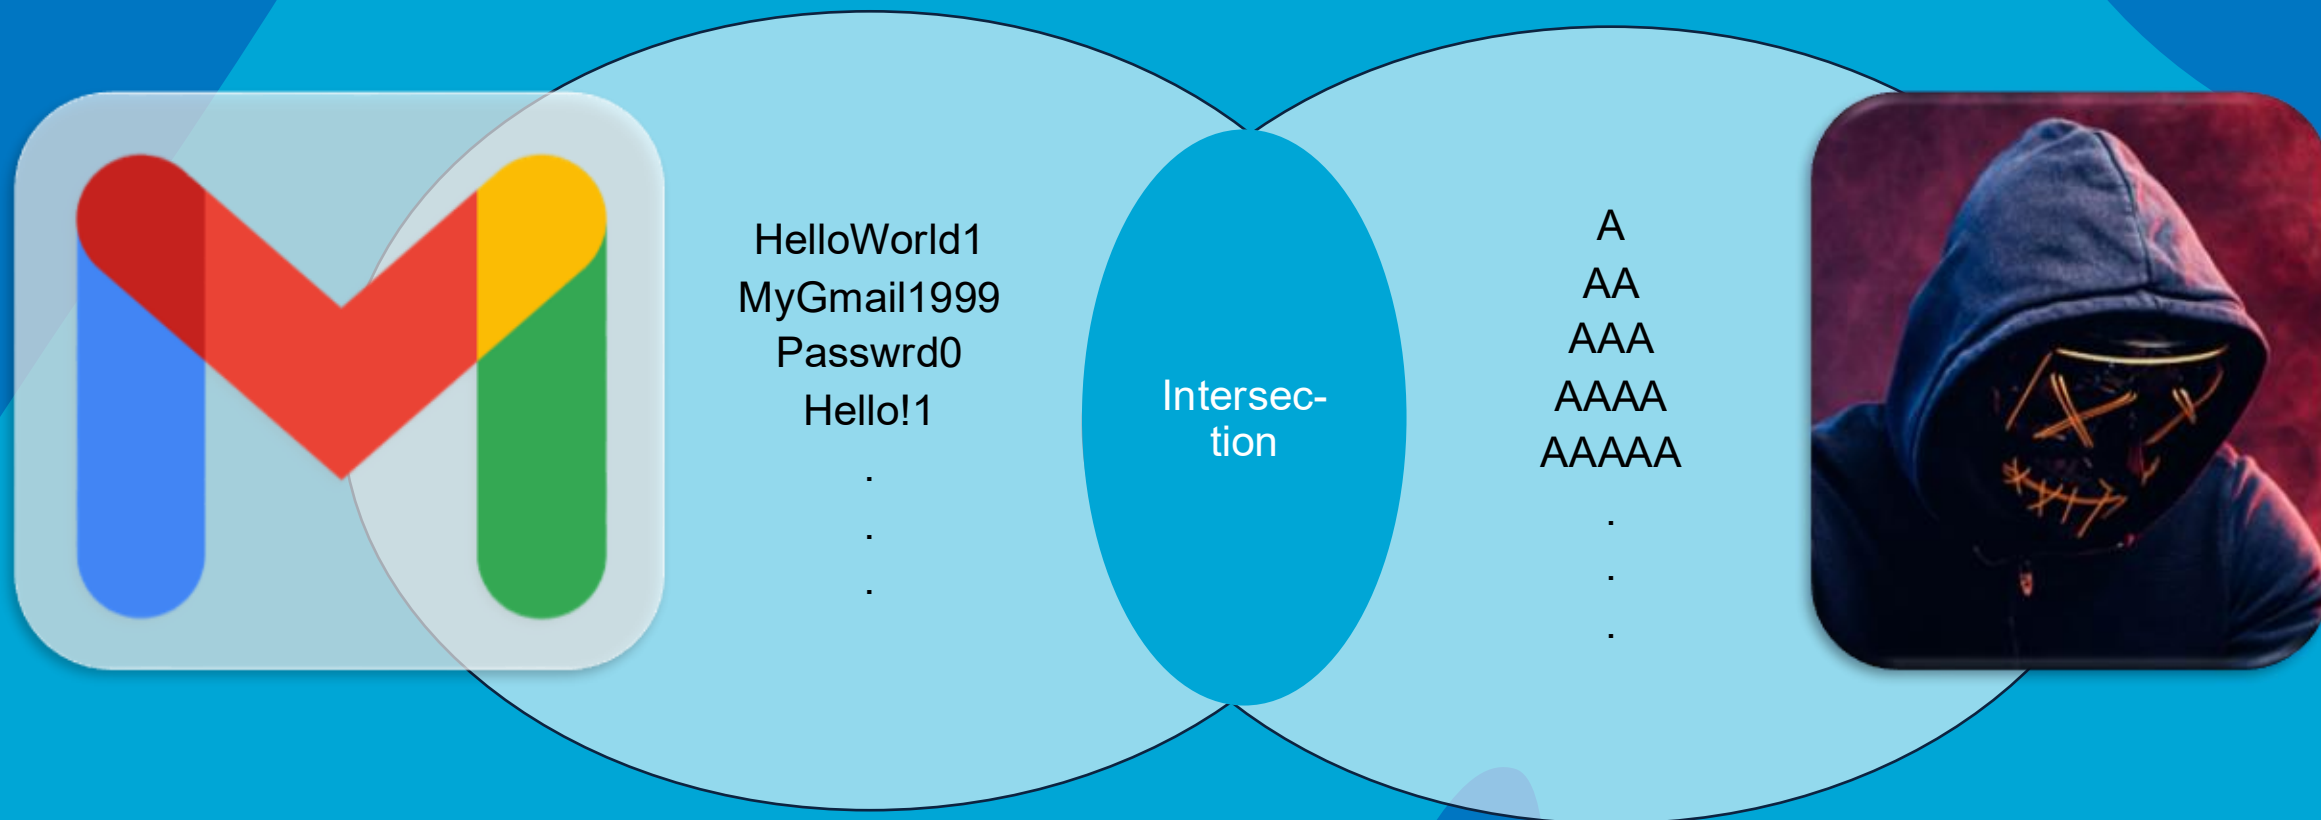 HelloWorld1
MyGmail1999
Passwrd0
Hello!1
.
.
.
Intersec-
tion
A
AA
AAA
AAAA
AAAAA
.
.
.